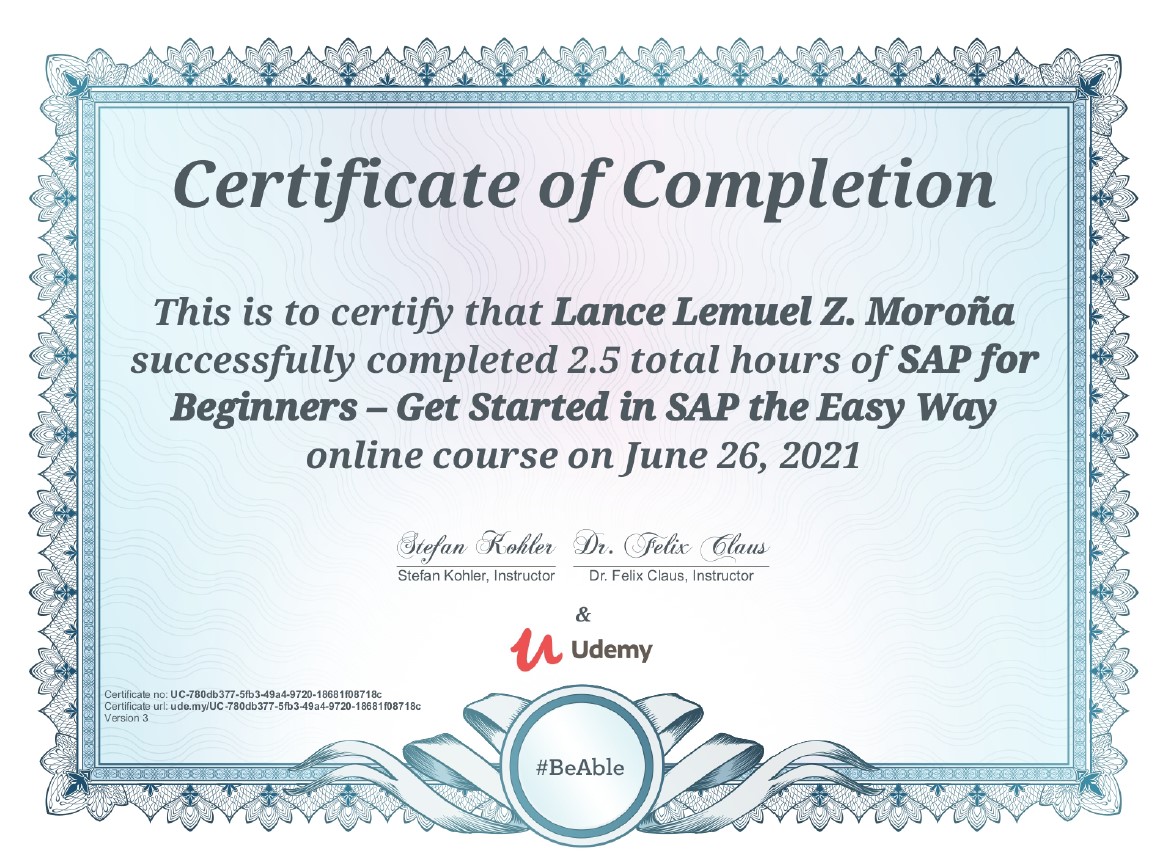 Certificate of Completion
This is to certify that Lance Lemuel Z. Moroña
successfully completed 2.5 total hours of SAP for
Beginners – Get Started in SAP the Easy Way
online course on June 26, 2021
Stefan Kohler Dr. Felix Claus
Stefan Kohler, Instructor Dr. Felix Claus, Instructor
&
Udemy
Certificate no: UC-780db377-5fb3-49a4-9720-18681f08718c
Certificate url: ude.my/UC-780db377-5fb3-49a4-9720-18681f08718c
Version 3
#BeAble